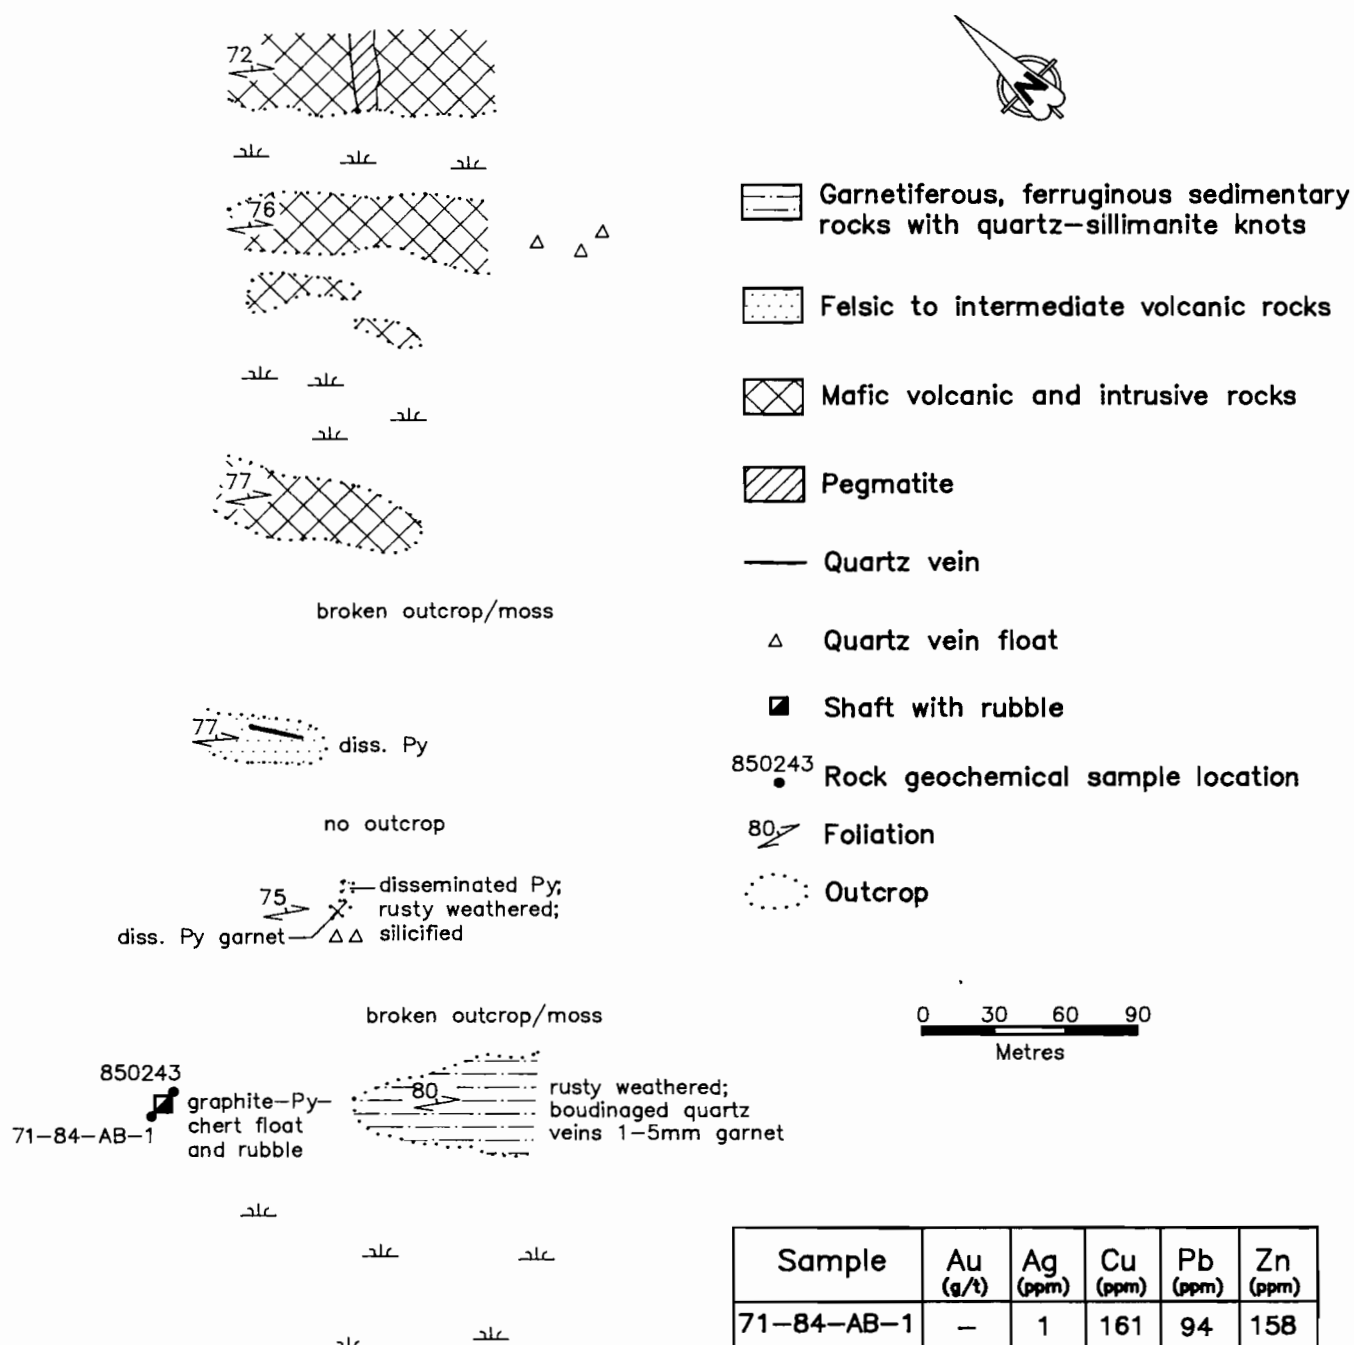 72
N
76
Garnetiferous, ferruginous sedimentary
rocks with quartz-sillimanite knots
Felsic to intermediate volcanic rocks
Mafic volcanic and intrusive rocks
77
Pegmatite
Quartz vein
broken outcrop/moss
Quartz vein float
Shaft with rubble
77
diss. Py
850243
Rock geochemical sample location
no outcrop
80
Foliation
75
disseminated Py;
rusty weathered;
silicified
diss. Py garnet
Outcrop
broken outcrop/moss
0 30 60 90
Metres
850243
71-84-AB-1
graphite-Py-
chert float
and rubble
80
rusty weathered;
boudinaged quartz
veins 1-5mm garnet
Sample Au (g/t) Ag (ppm) Cu (ppm) Pb (ppm) Zn (ppm)
71-84-AB-1 - 1 161 94 158